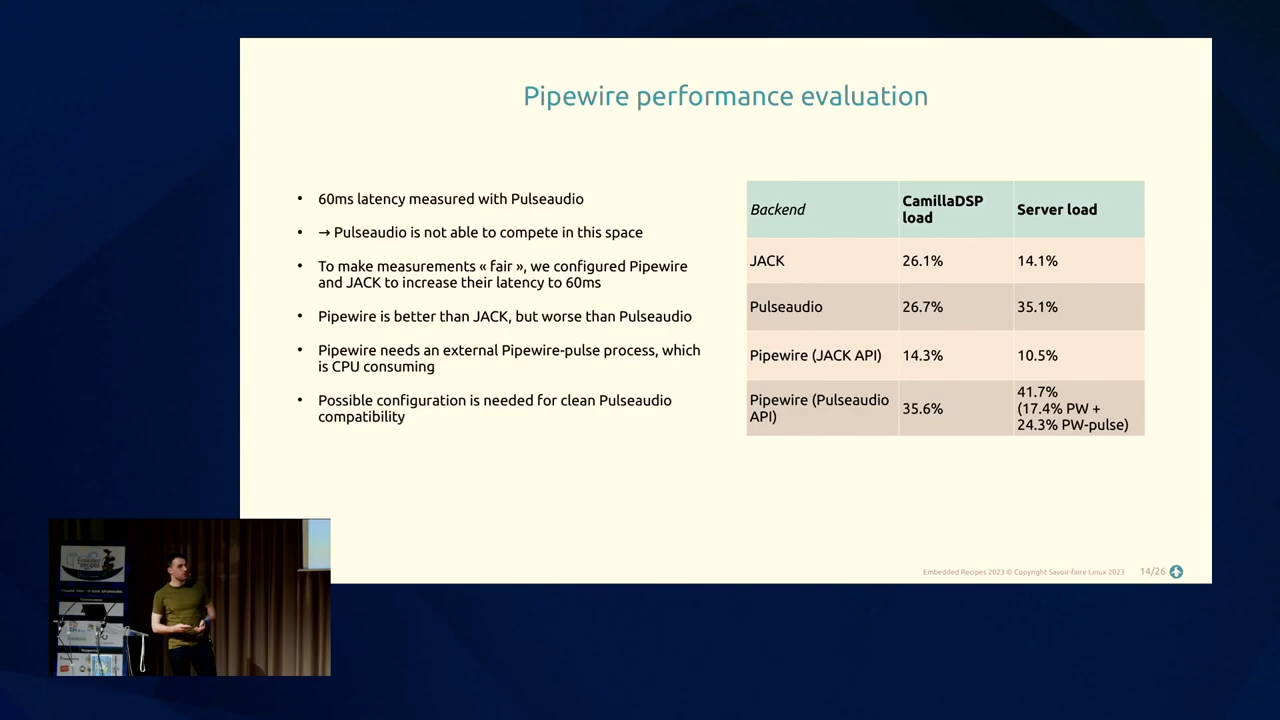 Pipewire performance evaluation
• 60ms latency measured with Pulseaudio
• → Pulseaudio is not able to compete in this space
• To make measurements « fair », we configured Pipewire
and JACK to increase their latency to 60ms
• Pipewire is better than JACK, but worse than Pulseaudio
• Pipewire needs an external Pipewire-pulse process, which
is CPU consuming
• Possible configuration is needed for clean Pulseaudio
compatibility
Backend CamillaDSP load Server load
JACK 26.1% 14.1%
Pulseaudio 26.7% 35.1%
Pipewire (JACK API) 14.3% 10.5%
Pipewire (Pulseaudio API) 35.6% 41.7% (17.4% PW + 24.3% PW-pulse)
Embedded Recipes 2023 © Copyright Savoir-faire Linux 2023 14/26